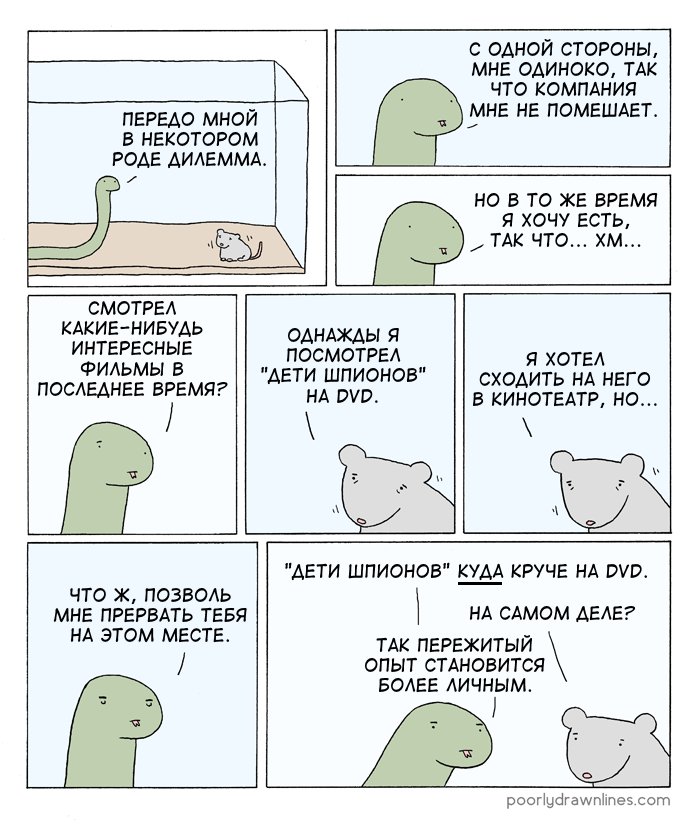 ПЕРЕДО МНОЙ
В НЕКОТОРОМ
РОДЕ ДИЛЕММА.
С ОДНОЙ СТОРОНЫ,
МНЕ ОДИНОКО, ТАК
ЧТО КОМПАНИЯ
МНЕ НЕ ПОМЕШАЕТ.
НО В ТО ЖЕ ВРЕМЯ
Я ХОЧУ ЕСТЬ,
ТАК ЧТО... ХМ...
СМОТРЕЛ
КАКИЕ-НИБУДЬ
ИНТЕРЕСНЫЕ
ФИЛЬМЫ В
ПОСЛЕДНЕЕ ВРЕМЯ?
ОДНАЖДЫ Я
ПОСМОТРЕЛ
"ДЕТИ ШПИОНОВ"
НА DVD.
Я ХОТЕЛ
СХОДИТЬ НА НЕГО
В КИНОТЕАТР, НО...
ЧТО Ж, ПОЗВОЛЬ
МНЕ ПРЕРВАТЬ ТЕБЯ
НА ЭТОМ МЕСТЕ.
"ДЕТИ ШПИОНОВ" КУДА КРУЧЕ НА DVD.
НА САМОМ ДЕЛЕ?
ТАК ПЕРЕЖИТЫЙ
ОПЫТ СТАНОВИТСЯ
БОЛЕЕ ЛИЧНЫМ.
poorlydrawnlines.com